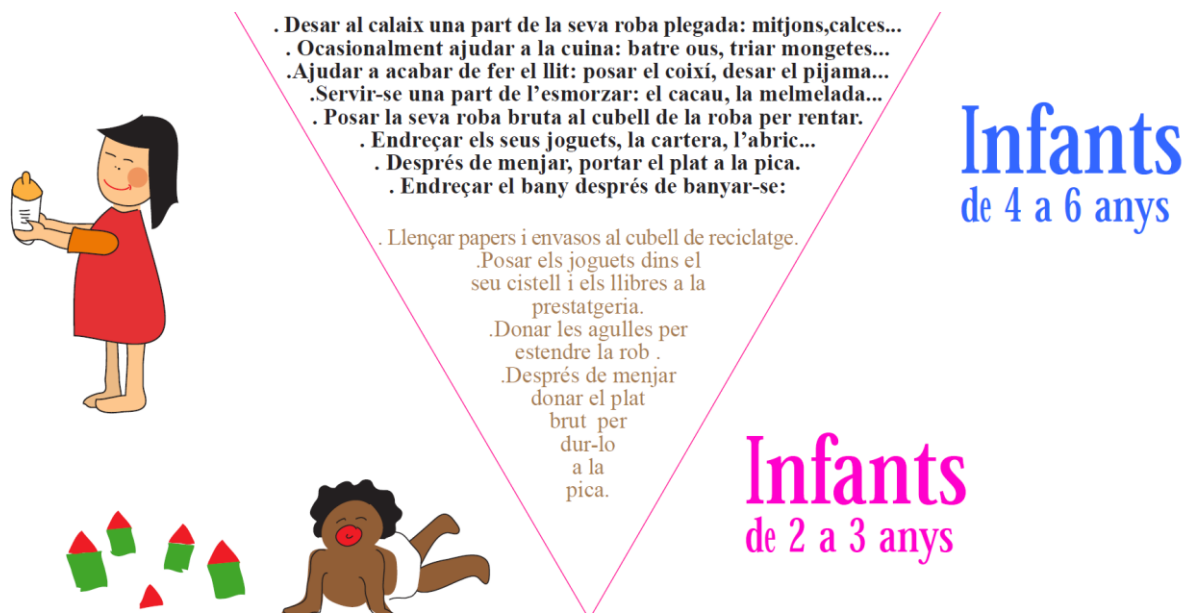 . Desar al calaix una part de la seva roba plegada: mitjons,calces...
. Ocasionalment ajudar a la cuina: batre ous, triar mongetes...
.Ajudar a acabar de fer el llit: posar el coixí, desar el pijama...
.Servir-se una part de l'esmorzar: el cacau, la melmelada...
. Posar la seva roba bruta al cubell de la roba per rentar.
. Endreçar els seus joguets, la cartera, l'abric...
. Després de menjar, portar el plat a la pica.
. Endreçar el bany després de banyar-se:
Infants
de 4 a 6 anys
. Llençar papers i envasos al cubell de reciclatge.
.Posar els joguets dins el
seu cistell i els llibres a la
prestatgeria.
.Donar les agulles per
estendre la rob .
.Després de menjar
donar el plat
brut per
dur-lo
a la
pica.
Infants
de 2 a 3 anys